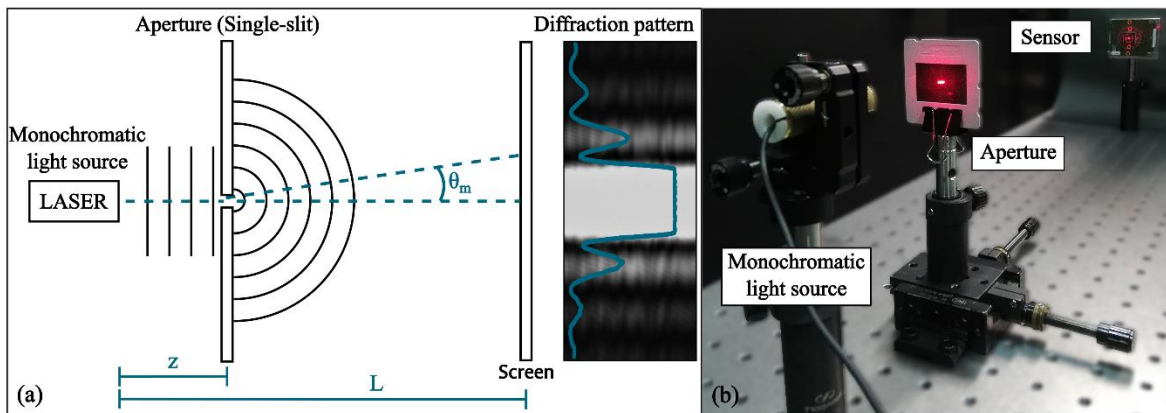 Aperture (Single-slit)
Diffraction pattern
Monochromatic
light source
LASER
θm
z
L
Screen
(a)
Sensor
Aperture
Monochromatic
light source
(b)